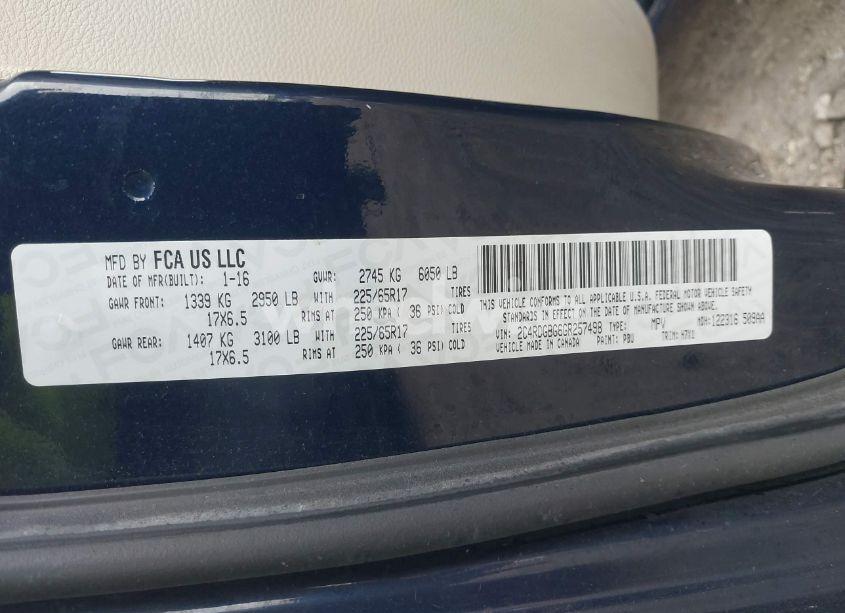 MFD BY FCA US LLC
DATE OF MFR(BUILT): 1-16 GVWR: 2745 KG 6050 LB
GAWR FRONT: 1339 KG 2950 LB WITH 225/65R17 TIRES
17X6.5 RIMS AT 250 KPA( 36 PSI) COLD
GAWR REAR: 1407 KG 3100 LB WITH 225/65R17 TIRES
17X6.5 RIMS AT 250 KPA( 36 PSI) COLD
THIS VEHICLE CONFORMS TO ALL APPLICABLE U.S.A. FEDERAL MOTOR VEHICLE SAFETY
STANDARDS IN EFFECT ON THE DATE OF MANUFACTURE SHOWN ABOVE.
VIN: 2C4RDGBG6GR257498 TYPE: MPV MDH: 122316 509AA
VEHICLE MADE IN CANADA PAINT: PBU TRIM: